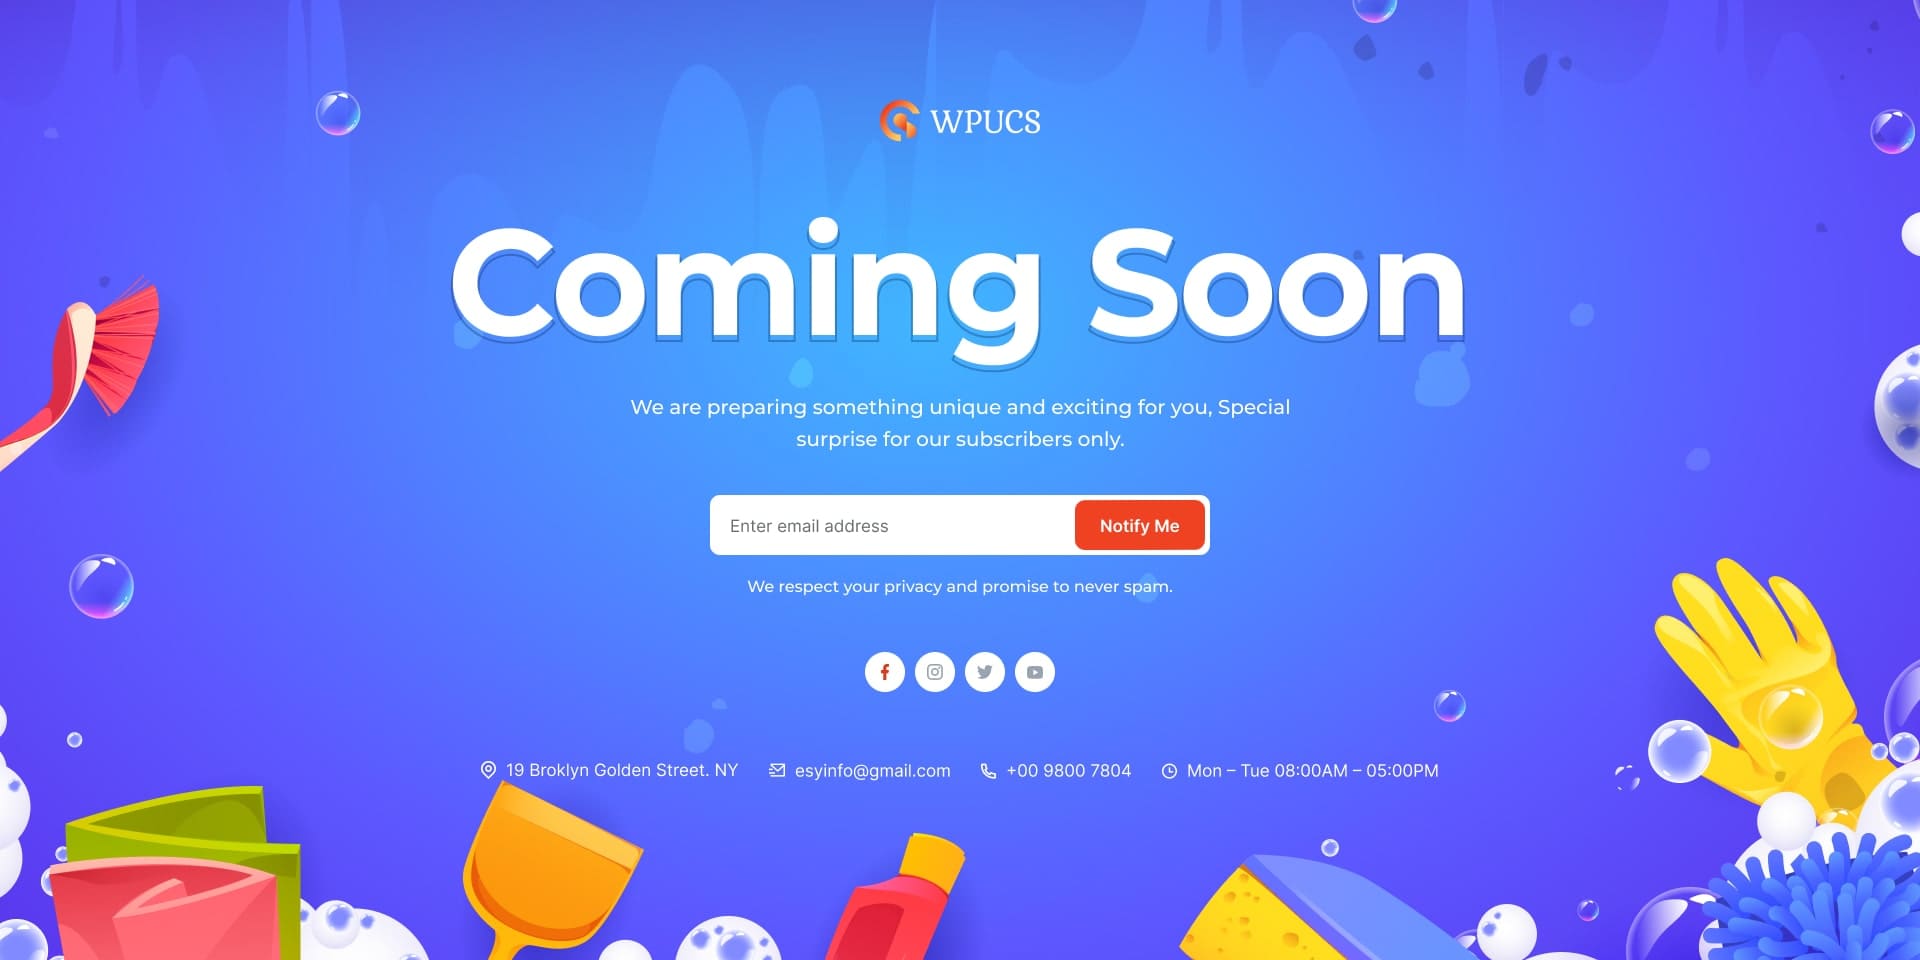 WPUCS
Coming Soon
We are preparing something unique and exciting for you, Special
surprise for our subscribers only.
Enter email address
Notify Me
We respect your privacy and promise to never spam.
19 Broklyn Golden Street. NY
esyinfo@gmail.com
+00 9800 7804
Mon – Tue 08:00AM – 05:00PM